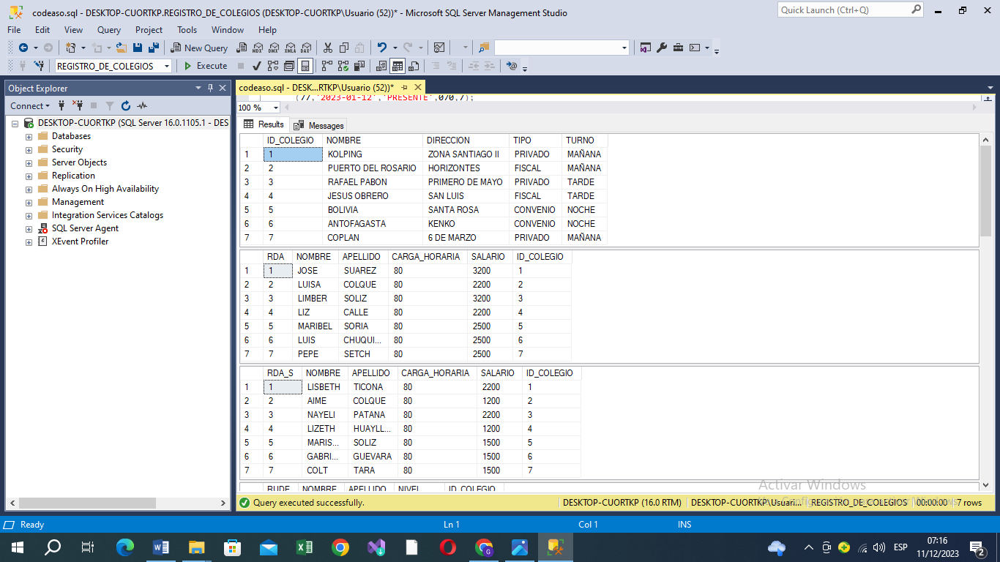 codeaso.sql - DESKTOP-CUORTKP.REGISTRO_DE_COLEGIOS (DESKTOP-CUORTKP\Usuario (52))* - Microsoft SQL Server Management Studio
Quick Launch (Ctrl+Q)
File Edit View Query Project Tools Window Help
New Query MDX DMX XMLA DAX
REGISTRO_DE_COLEGIOS Execute
Object Explorer
Connect
DESKTOP-CUORTKP (SQL Server 16.0.1105.1 - DES
Databases
Security
Server Objects
Replication
Always On High Availability
Management
Integration Services Catalogs
SQL Server Agent
XEvent Profiler
codeaso.sql - DESK...RTKP\Usuario (52))*
(77,'2023-01-12','PRESENTE',070,7);
100 %
Results Messages
ID_COLEGIO NOMBRE DIRECCION TIPO TURNO
1 1 KOLPING ZONA SANTIAGO II PRIVADO MAÑANA
2 2 PUERTO DEL ROSARIO HORIZONTES FISCAL MAÑANA
3 3 RAFAEL PABON PRIMERO DE MAYO PRIVADO TARDE
4 4 JESUS OBRERO SAN LUIS FISCAL TARDE
5 5 BOLIVIA SANTA ROSA CONVENIO NOCHE
6 6 ANTOFAGASTA KENKO CONVENIO NOCHE
7 7 COPLAN 6 DE MARZO PRIVADO MAÑANA
RDA NOMBRE APELLIDO CARGA_HORARIA SALARIO ID_COLEGIO
1 1 JOSE SUAREZ 80 3200 1
2 2 LUISA COLQUE 80 2200 2
3 3 LIMBER SOLIZ 80 3200 3
4 4 LIZ CALLE 80 2200 4
5 5 MARIBEL SORIA 80 2500 5
6 6 LUIS CHUQUI... 80 2500 6
7 7 PEPE SETCH 80 2500 7
RDA_S NOMBRE APELLIDO CARGA_HORARIA SALARIO ID_COLEGIO
1 1 LISBETH TICONA 80 2200 1
2 2 AIME COLQUE 80 1200 2
3 3 NAYELI PATANA 80 2200 3
4 4 LIZETH HUAYLL... 80 1200 4
5 5 MARIS... SOLIZ 80 1500 5
6 6 GABRI... GUEVARA 80 1500 6
7 7 COLT TARA 80 1500 7
RUDE NOMBRE APELLIDO NIVEL ID_COLEGIO
Activar Windows
Query executed successfully. DESKTOP-CUORTKP (16.0 RTM) DESKTOP-CUORTKP\Usuari... REGISTRO_DE_COLEGIOS 00:00:00 7 rows
Ready Ln 1 Col 1 INS
ESP
07:16
11/12/2023
2